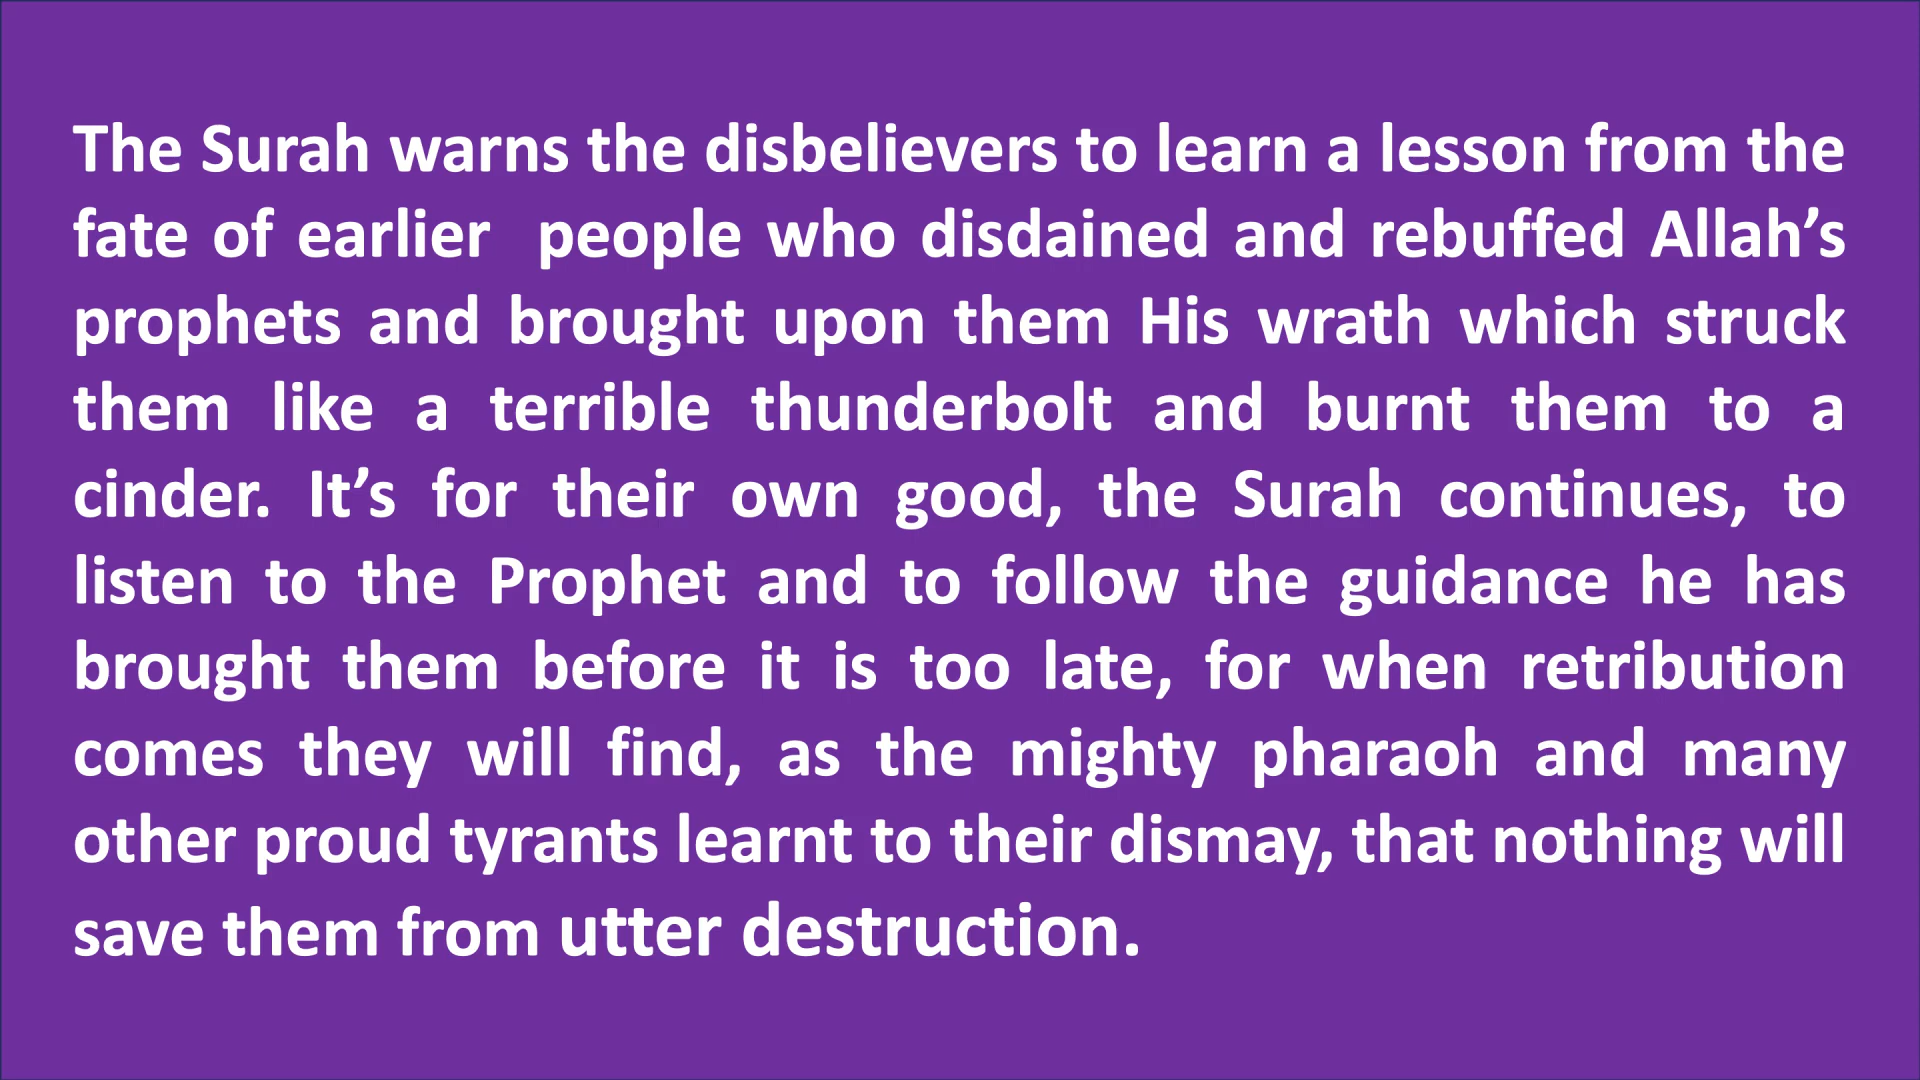 The Surah warns the disbelievers to learn a lesson from the
fate of earlier  people who disdained and rebuffed Allah’s
prophets and brought upon them His wrath which struck
them like a terrible thunderbolt and burnt them to a
cinder. It’s for their own good, the Surah continues, to
listen to the Prophet and to follow the guidance he has
brought them before it is too late, for when retribution
comes they will find, as the mighty pharaoh and many
other proud tyrants learnt to their dismay, that nothing will
save them from utter destruction.